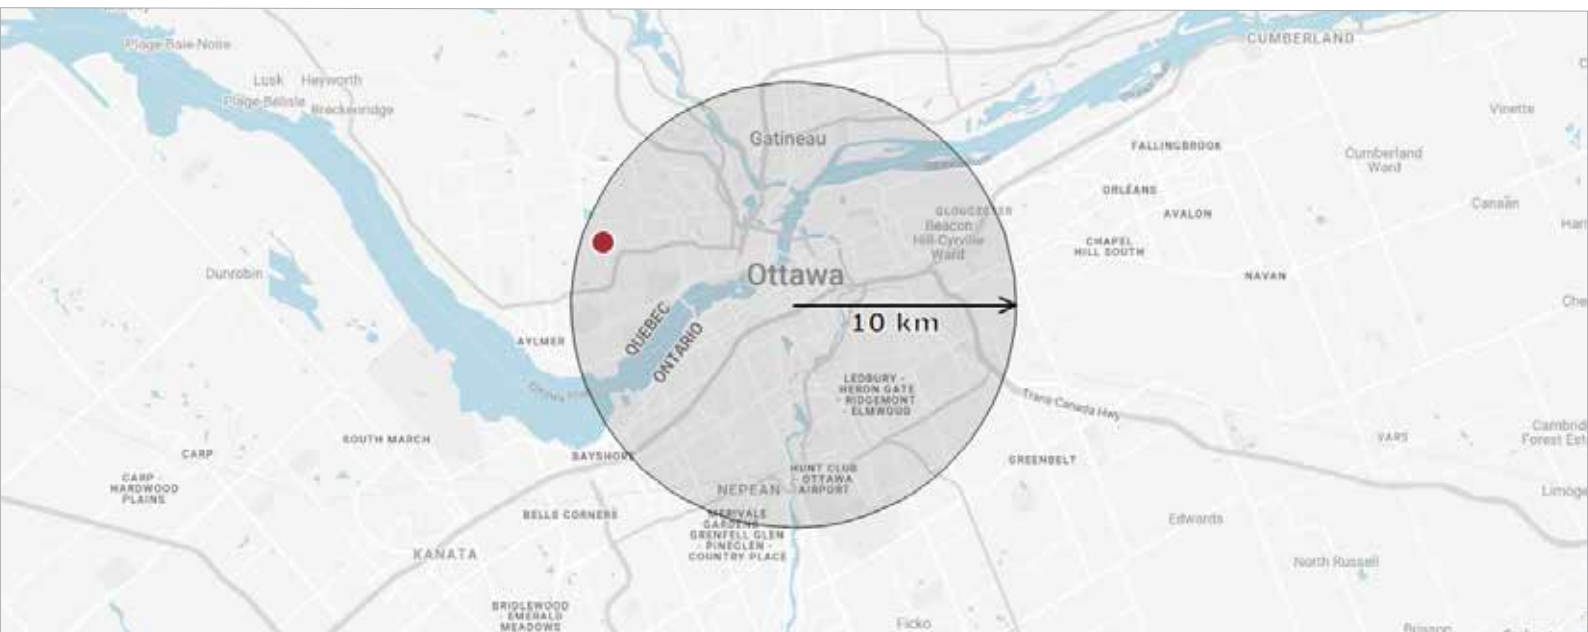 Plage-Baie-Noire
CUMBERLAND
Lusk
Heyworth
Plage-Belisle
Breckenridge
Vinette
Gatineau
FALLINGBROOK
Cumberland
Ward
ORLÉANS
Canaan
GLOUCESTER
AVALON
Beacon
Hill-Cyrville
Ward
CHAPEL
HILL SOUTH
Dunrobin
Ottawa
NAVAN
10 km
QUEBEC
ONTARIO
AYLMER
LEDBURY -
HERON GATE
- RIDGEMONT
- ELMWOOD
Trans-Canada Hwy
SOUTH MARCH
VARS
CARP
BAYSHORE
GREENBELT
CARP -
HARDWOOD
PLAINS
HUNT CLUB
- OTTAWA
AIRPORT
NEPEAN
BELLS CORNERS
MERIVALE
GARDENS -
GRENFELL GLEN
- PINEGLEN -
COUNTRY PLACE
Edwards
KANATA
North Russell
BRIDLEWOOD
- EMERALD
MEADOWS
Ficko